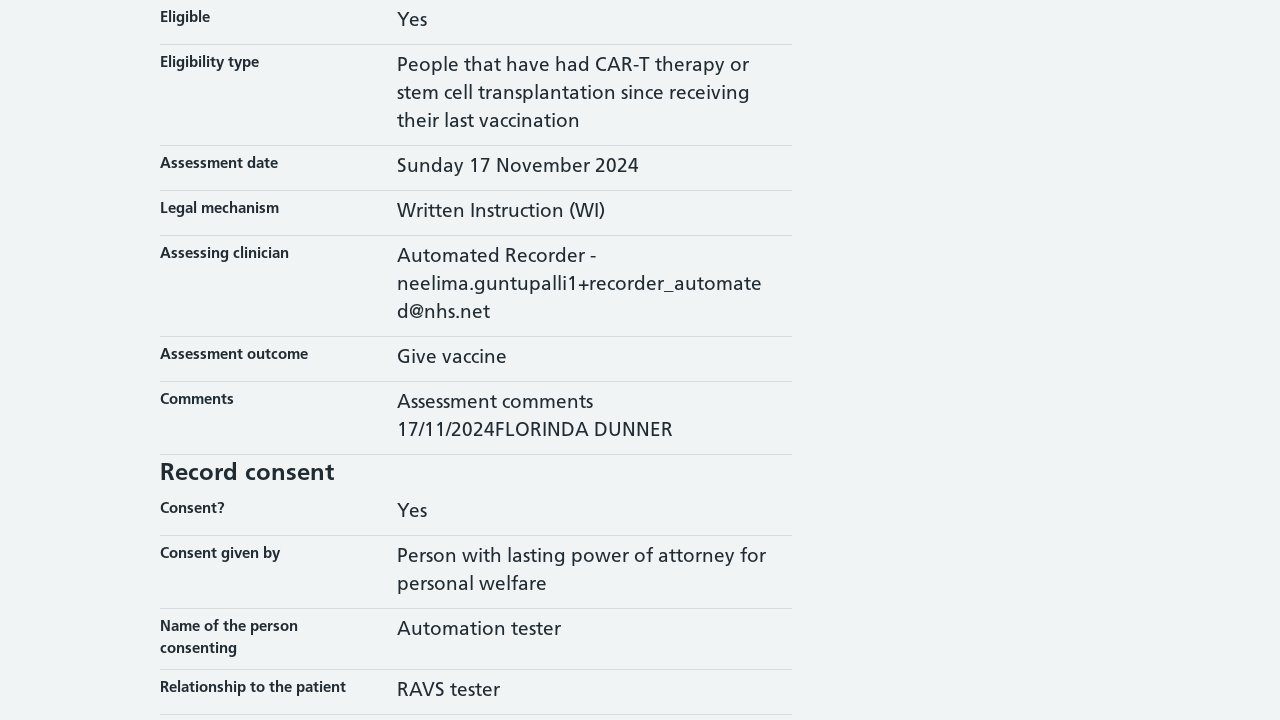 Eligible
Yes
Eligibility type
People that have had CAR-T therapy or
stem cell transplantation since receiving
their last vaccination
Assessment date
Sunday 17 November 2024
Legal mechanism
Written Instruction (WI)
Assessing clinician
Automated Recorder -
neelima.guntupalli1+recorder_automate
d@nhs.net
Assessment outcome
Give vaccine
Comments
Assessment comments
17/11/2024FLORINDA DUNNER
Record consent
Consent?
Yes
Consent given by
Person with lasting power of attorney for
personal welfare
Name of the person
consenting
Automation tester
Relationship to the patient
RAVS tester